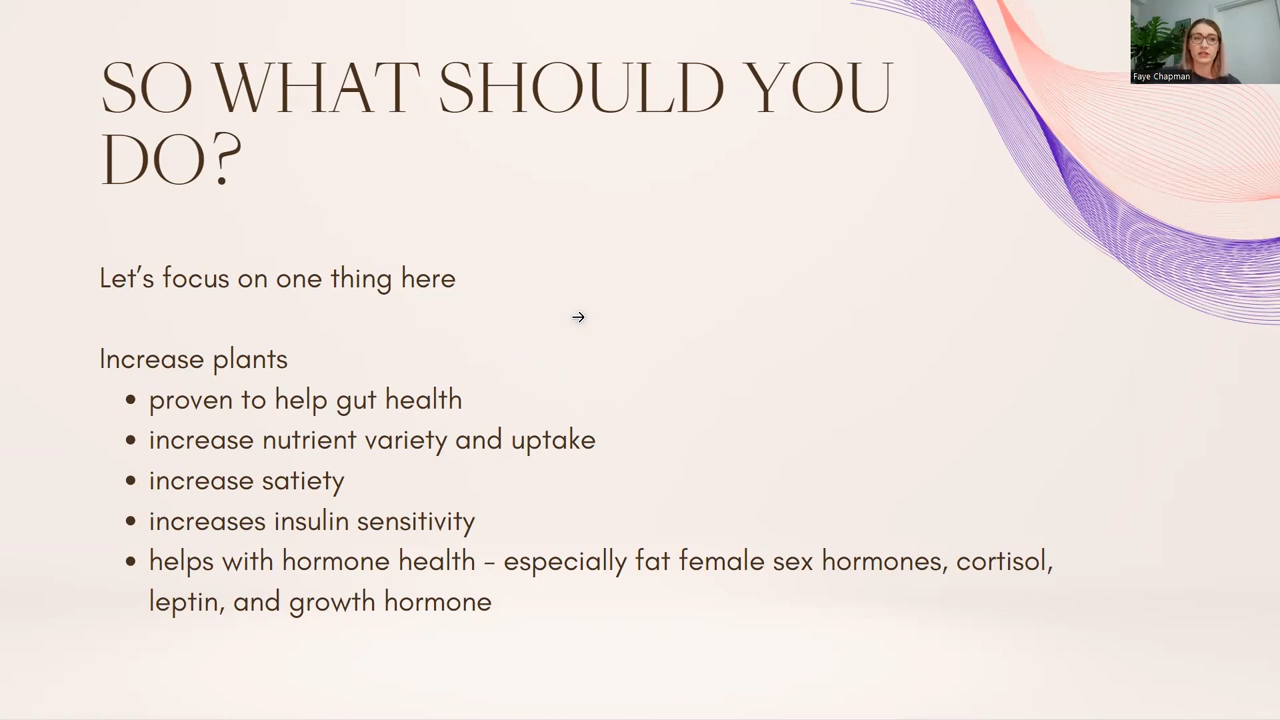 SO WHAT SHOULD YOU
DO?
Faye Chapman
Let's focus on one thing here
Increase plants
• proven to help gut health
• increase nutrient variety and uptake
• increase satiety
• increases insulin sensitivity
• helps with hormone health - especially fat female sex hormones, cortisol,
leptin, and growth hormone